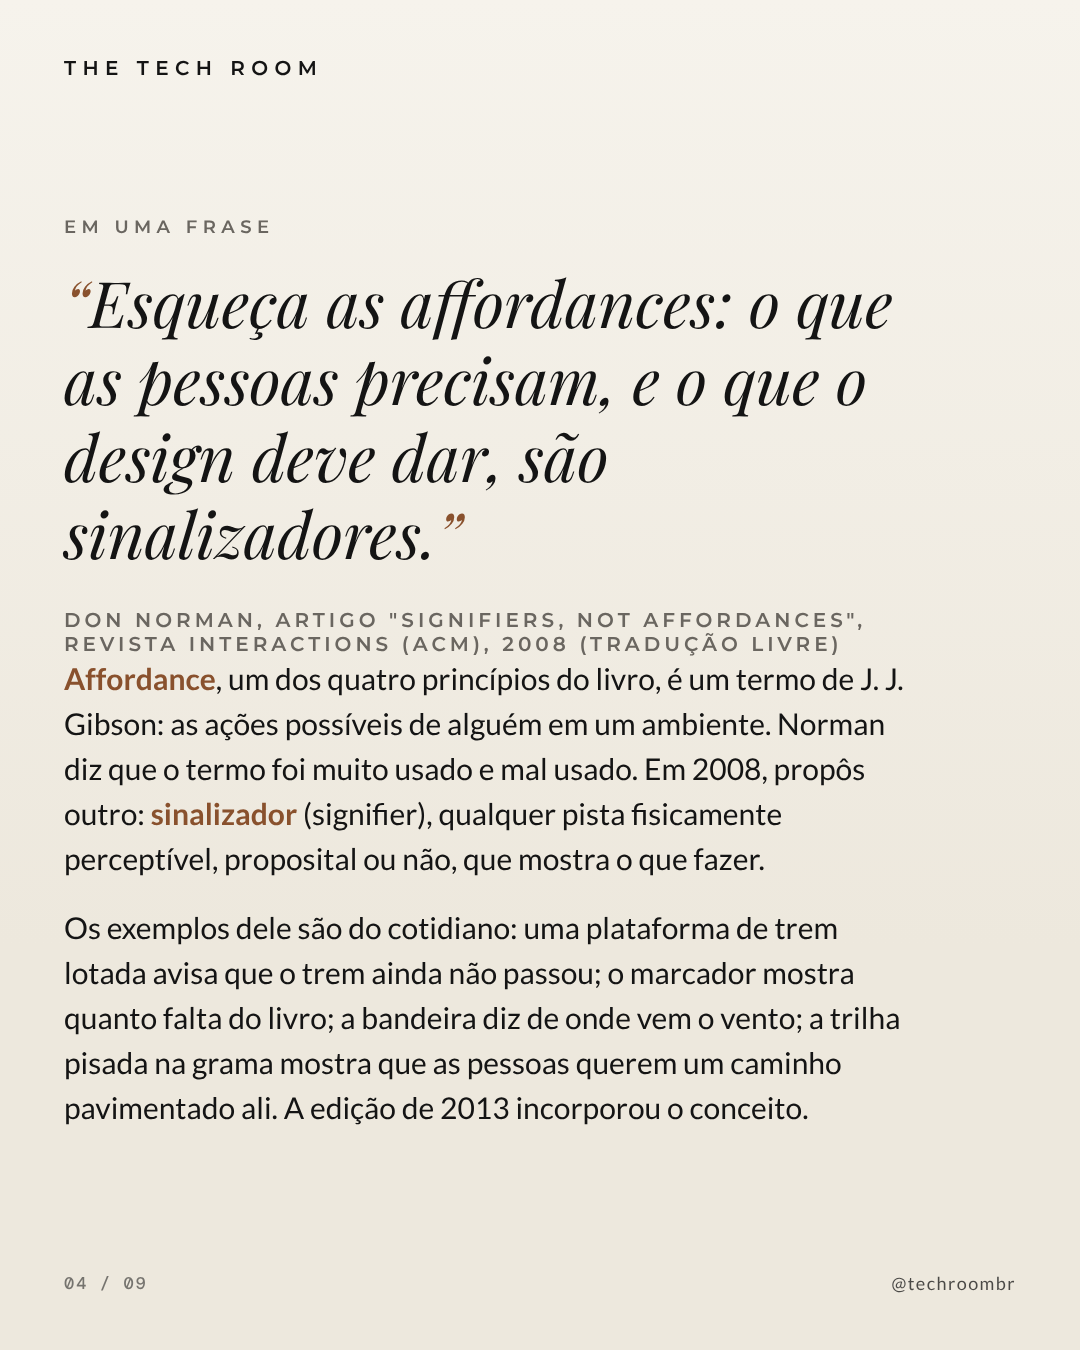 THE TECH ROOM
EM UMA FRASE
“Esqueça as affordances: o que
as pessoas precisam, e o que o
design deve dar, são
sinalizadores.”
DON NORMAN, ARTIGO "SIGNIFIERS, NOT AFFORDANCES",
REVISTA INTERACTIONS (ACM), 2008 (TRADUÇÃO LIVRE)
Affordance, um dos quatro princípios do livro, é um termo de J. J.
Gibson: as ações possíveis de alguém em um ambiente. Norman
diz que o termo foi muito usado e mal usado. Em 2008, propôs
outro: sinalizador (signifier), qualquer pista fisicamente
perceptível, proposital ou não, que mostra o que fazer.
Os exemplos dele são do cotidiano: uma plataforma de trem
lotada avisa que o trem ainda não passou; o marcador mostra
quanto falta do livro; a bandeira diz de onde vem o vento; a trilha
pisada na grama mostra que as pessoas querem um caminho
pavimentado ali. A edição de 2013 incorporou o conceito.
04 / 09
@techroombr